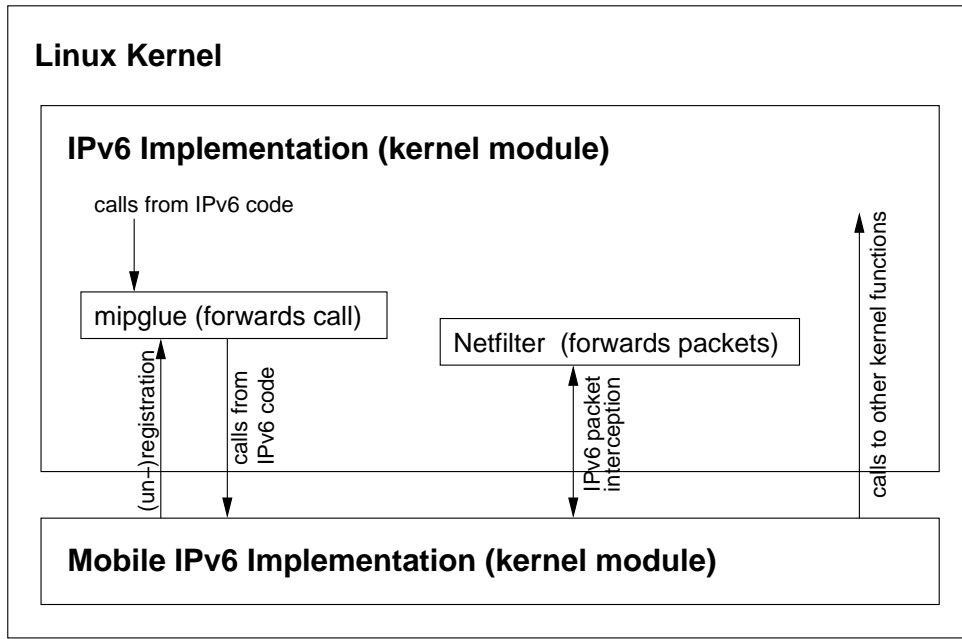 Linux Kernel
IPv6 Implementation (kernel module)
calls from IPv6 code
mipglue (forwards call)
Netfilter  (forwards packets)
(un−)registration
calls from
IPv6 code
IPv6 packet
interception
calls to other kernel functions
Mobile IPv6 Implementation (kernel module)